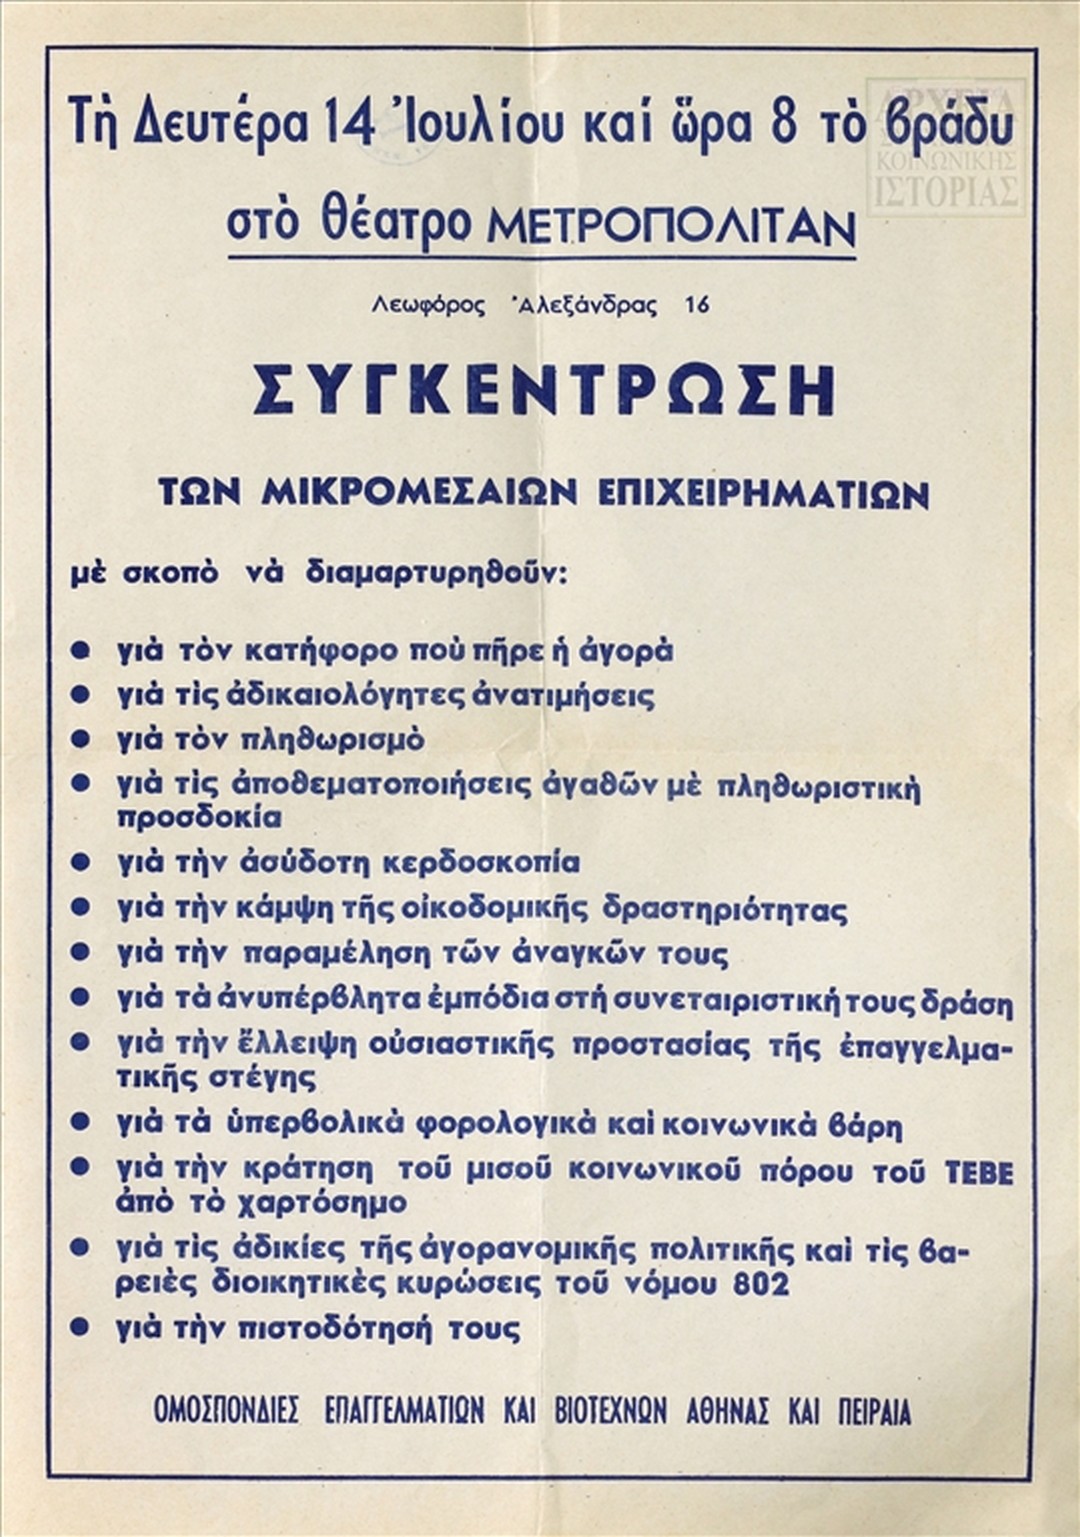 Τὴ Δευτέρα 14 Ἰουλίου καί ὥρα 8 τὸ βράδυ
στὸ θέατρο ΜΕΤΡΟΠΟΛΙΤΑΝ
Λεωφόρος Ἀλεξάνδρας 16
ΣΥΓΚΕΝΤΡΩΣΗ
ΤΩΝ ΜΙΚΡΟΜΕΣΑΙΩΝ ΕΠΙΧΕΙΡΗΜΑΤΙΩΝ
μὲ σκοπὸ νὰ διαμαρτυρηθοῦν:
● γιὰ τὸν κατήφορο ποὺ πῆρε ἡ ἀγορὰ
● γιὰ τὶς ἀδικαιολόγητες ἀνατιμήσεις
● γιὰ τὸν πληθωρισμὸ
● γιὰ τὶς ἀποθεματοποιήσεις ἀγαθῶν μὲ πληθωριστικὴ
προσδοκία
● γιὰ τὴν ἀσύδοτη κερδοσκοπία
● γιὰ τὴν κάμψη τῆς οἰκοδομικῆς δραστηριότητας
● γιὰ τὴν παραμέληση τῶν ἀναγκῶν τους
● γιὰ τὰ ἀνυπέρβλητα ἐμπόδια στή συνεταιριστική τους δράση
● γιὰ τὴν ἔλλειψη οὐσιαστικῆς προστασίας τῆς ἐπαγγελμα-
τικῆς στέγης
● γιὰ τὰ ὑπερβολικὰ φορολογικὰ καὶ κοινωνικὰ βάρη
● γιὰ τὴν κράτηση τοῦ μισοῦ κοινωνικοῦ πόρου τοῦ ΤΕΒΕ
ἀπὸ τὸ χαρτόσημο
● γιὰ τὶς ἀδικίες τῆς ἀγορανομικῆς πολιτικῆς καὶ τὶς βα-
ρειὲς διοικητικὲς κυρώσεις τοῦ νόμου 802
● γιὰ τὴν πιστοδότησή τους
ΟΜΟΣΠΟΝΔΙΕΣ ΕΠΑΓΓΕΛΜΑΤΙΩΝ ΚΑΙ ΒΙΟΤΕΧΝΩΝ ΑΘΗΝΑΣ ΚΑΙ ΠΕΙΡΑΙΑ
ΑΡΧΕΙΑ
ΚΟΙΝΩΝΙΚΗΣ
ΙΣΤΟΡΙΑΣ